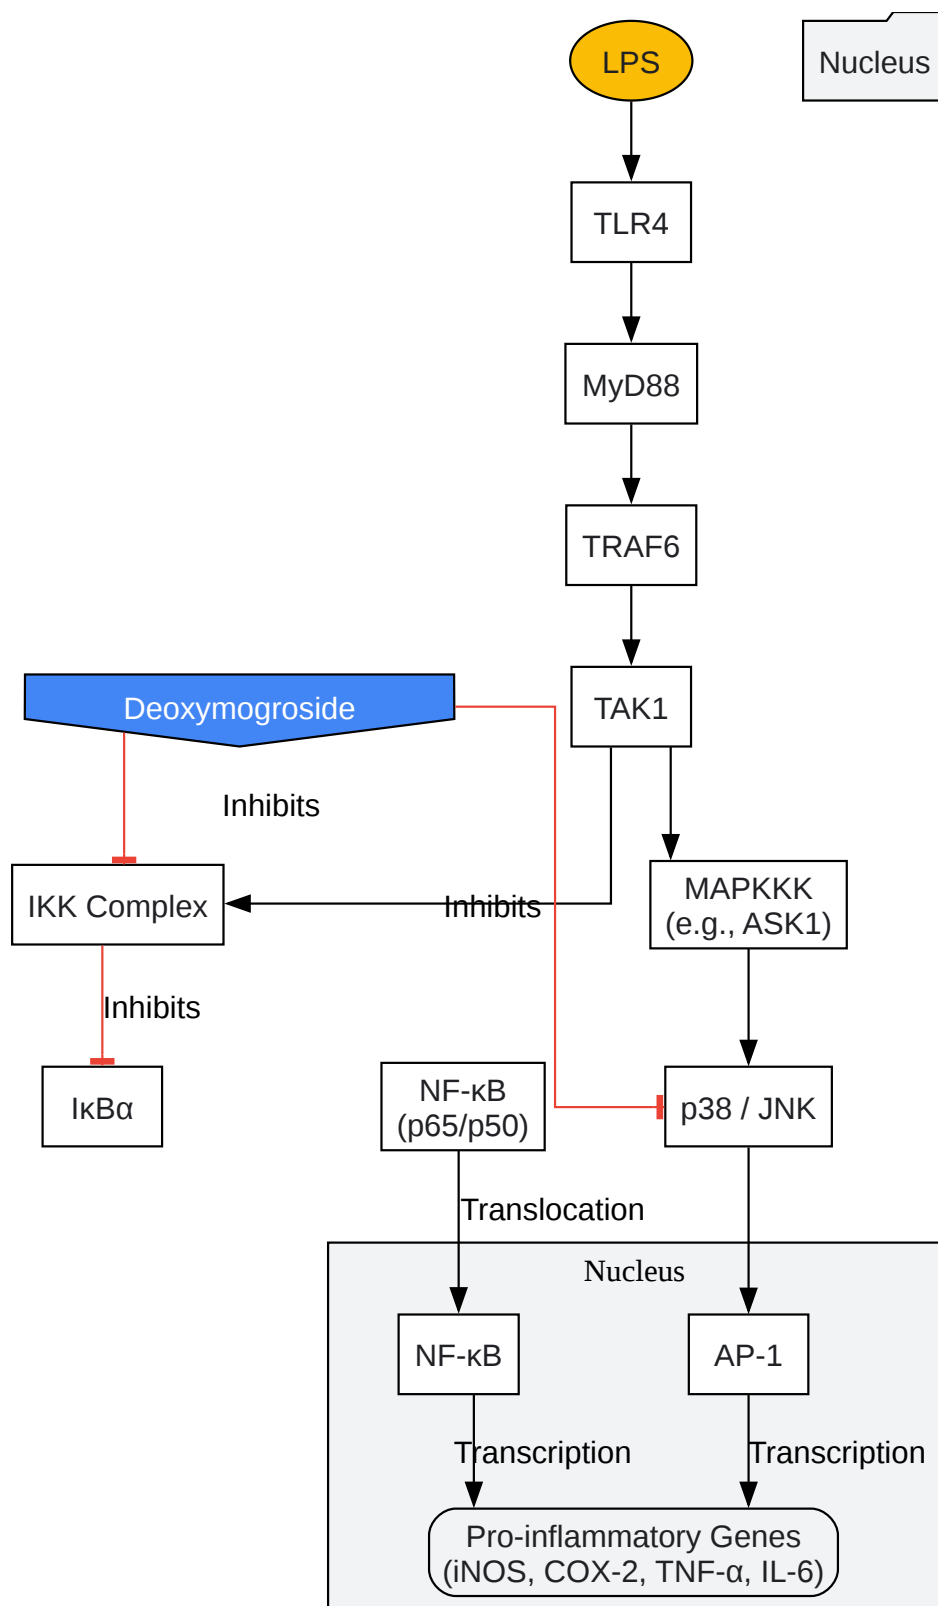 LPS
Nucleus
TLR4
MyD88
TRAF6
Deoxymogroside
TAK1
Inhibits
IKK Complex
Inhibits
MAPKKK
(e.g., ASK1)
Inhibits
IκBα
NF-κB
(p65/p50)
p38 / JNK
Translocation
Nucleus
NF-κB
AP-1
Transcription
Transcription
Pro-inflammatory Genes
(iNOS, COX-2, TNF-α, IL-6)